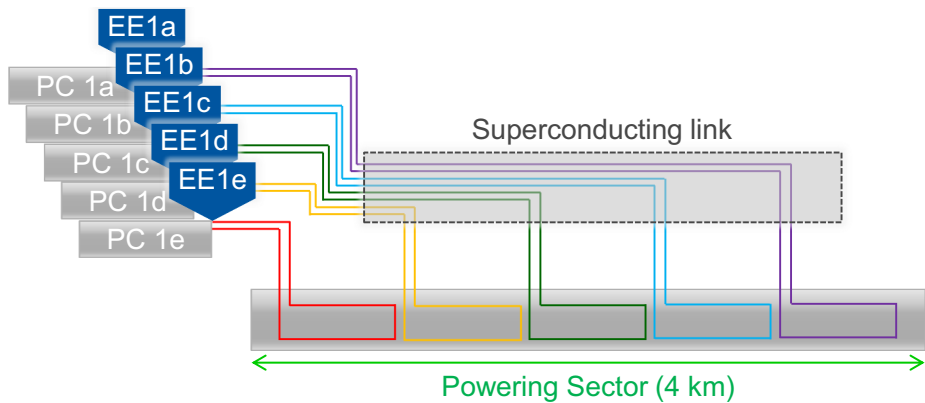 EE1a
EE1b
PC 1a
EE1c
PC 1b
EE1d
Superconducting link
PC 1c
EE1e
PC 1d
PC 1e
Powering Sector (4 km)